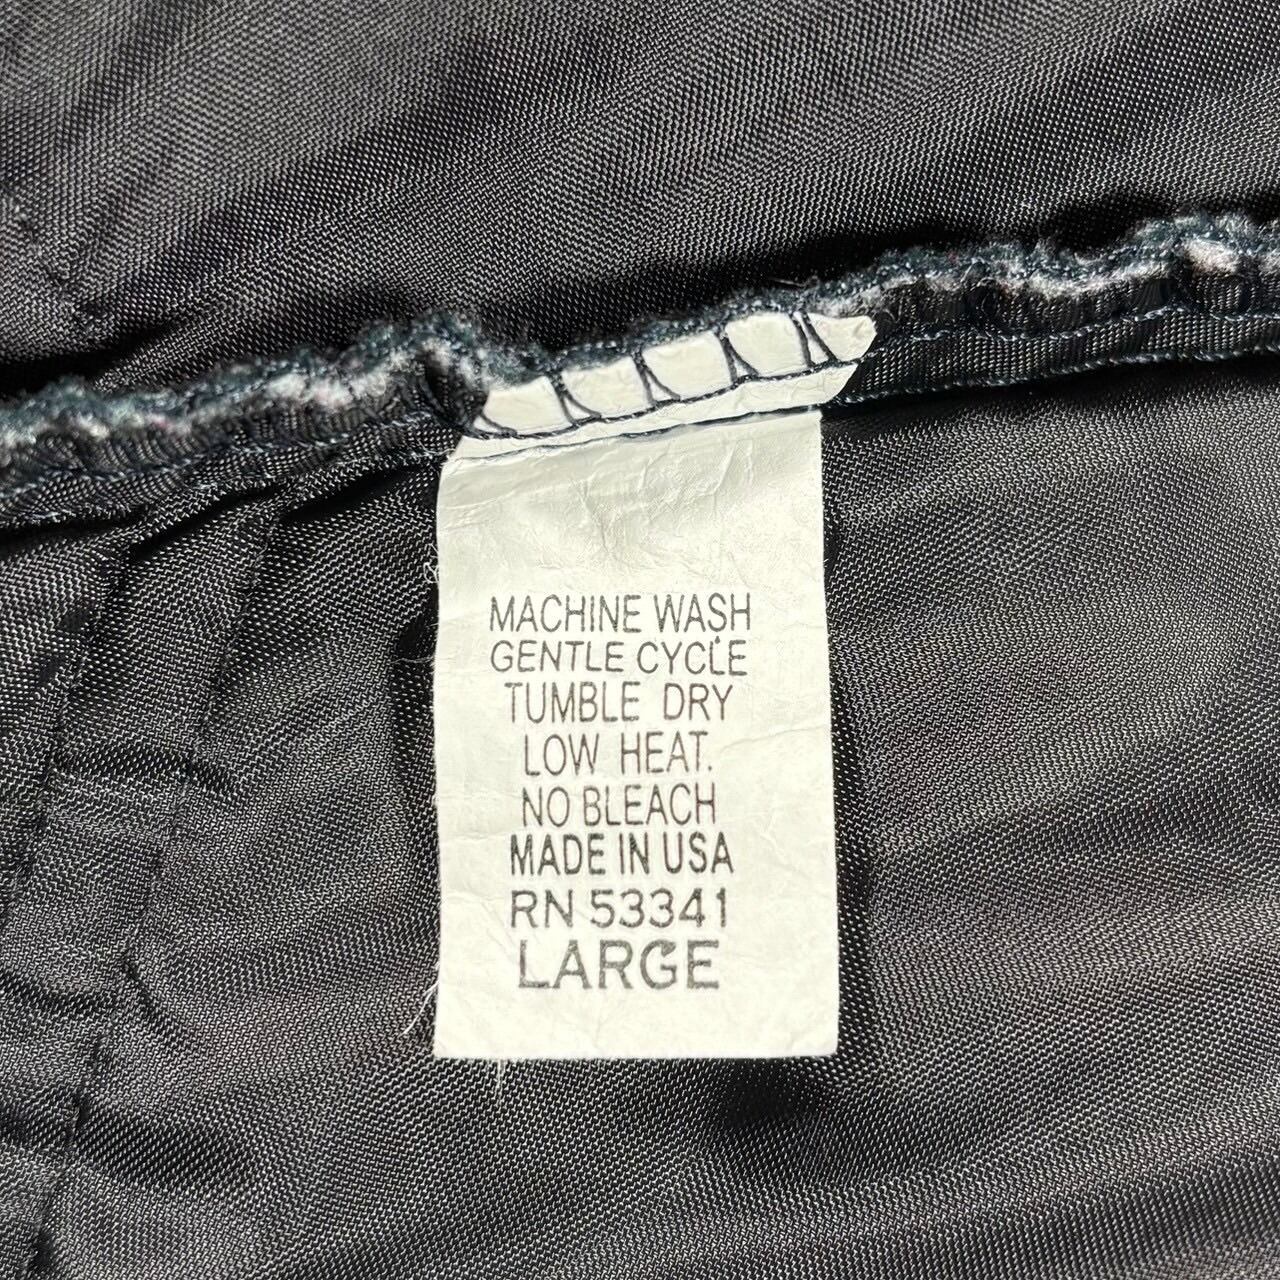 MACHINE WASH
GENTLE CYCLE
TUMBLE DRY
LOW HEAT.
NO BLEACH
MADE IN USA
RN 53341
LARGE